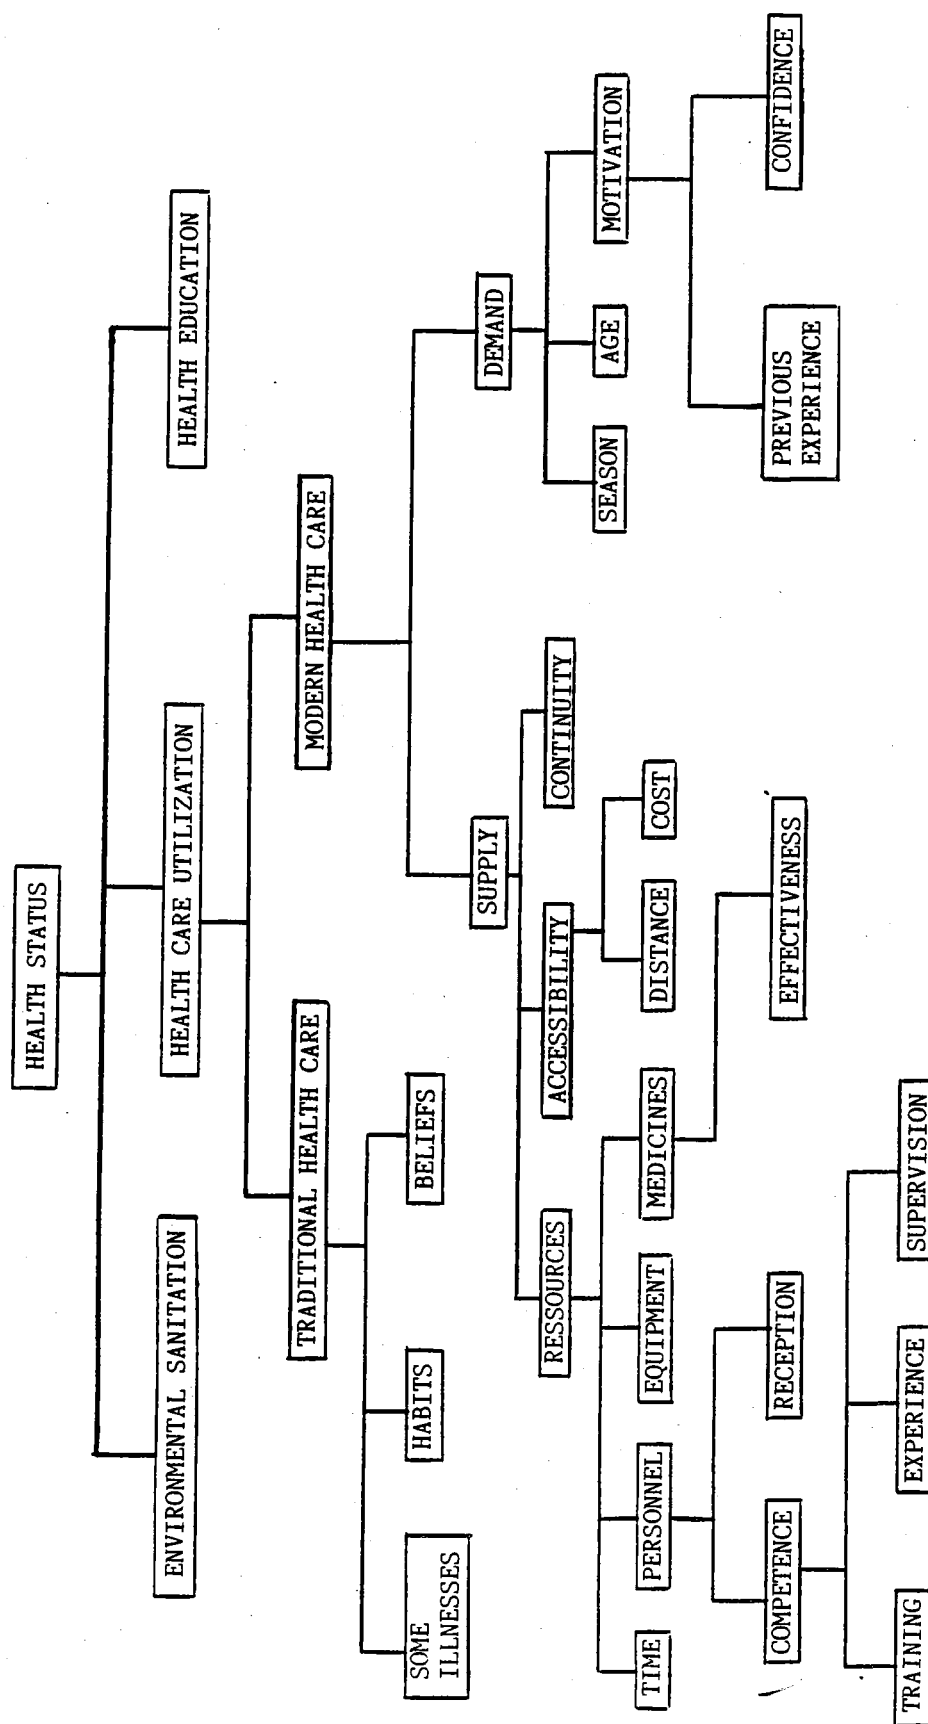 HEALTH STATUS
ENVIRONMENTAL SANITATION
HEALTH CARE UTILIZATION
HEALTH EDUCATION
TRADITIONAL HEALTH CARE
MODERN HEALTH CARE
SOME
ILLNESSES
HABITS
BELIEFS
SUPPLY
DEMAND
RESSOURCES
ACCESSIBILITY
CONTINUITY
SEASON
AGE
MOTIVATION
TIME
PERSONNEL
EQUIPMENT
MEDICINES
DISTANCE
COST
COMPETENCE
RECEPTION
EFFECTIVENESS
PREVIOUS
EXPERIENCE
CONFIDENCE
TRAINING
EXPERIENCE
SUPERVISION